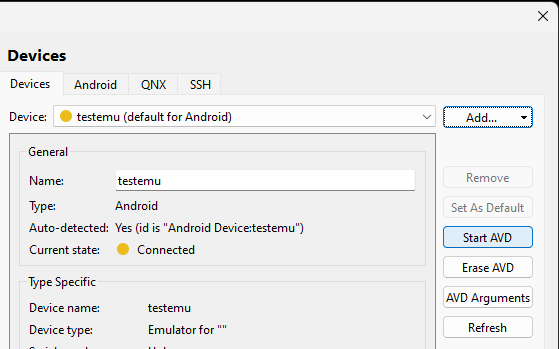 Devices
Devices Android QNX SSH
Device: testemu (default for Android) Add...
General
Name: testemu
Remove
Type: Android
Set As Default
Auto-detected: Yes (id is "Android Device:testemu")
Start AVD
Current state: Connected
Erase AVD
Type Specific
AVD Arguments
Device name: testemu
Device type: Emulator for ""
Refresh